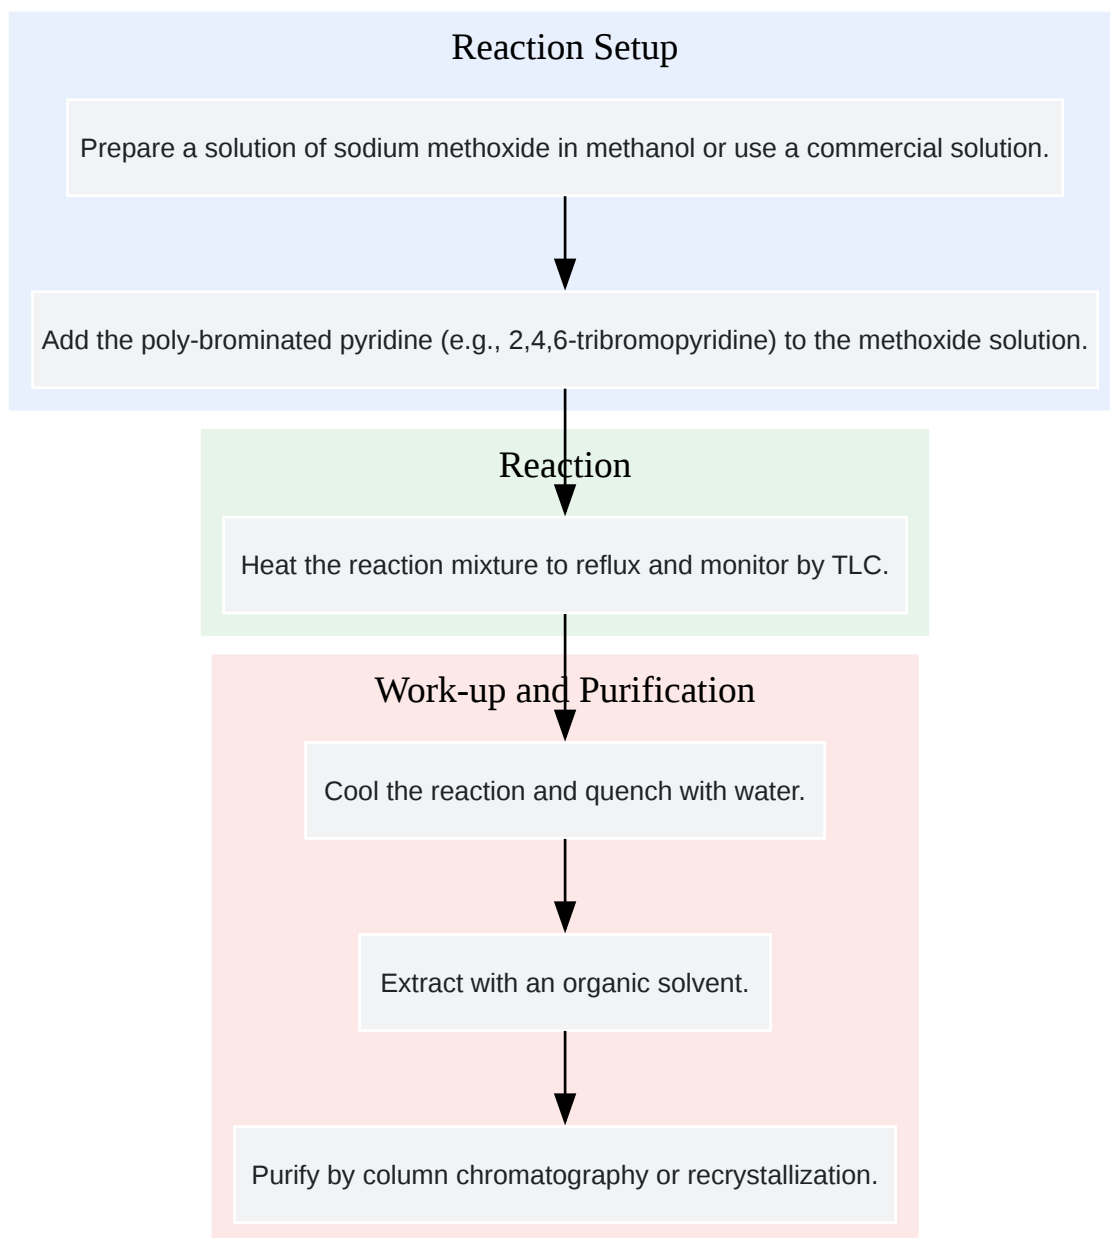 Reaction Setup
Prepare a solution of sodium methoxide in methanol or use a commercial solution.
Add the poly-brominated pyridine (e.g., 2,4,6-tribromopyridine) to the methoxide solution.
Reaction
Heat the reaction mixture to reflux and monitor by TLC.
Work-up and Purification
Cool the reaction and quench with water.
Extract with an organic solvent.
Purify by column chromatography or recrystallization.